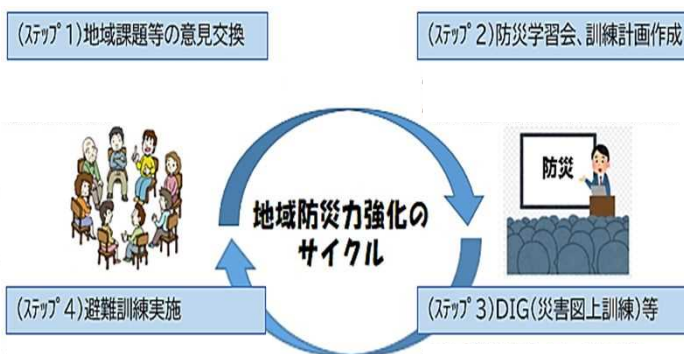 (ｽﾃｯﾌﾟ1)地域課題等の意見交換
(ｽﾃｯﾌﾟ2)防災学習会、訓練計画作成
防災
地域防災力強化の
サイクル
(ｽﾃｯﾌﾟ4)避難訓練実施
(ｽﾃｯﾌﾟ3)DIG(災害図上訓練)等